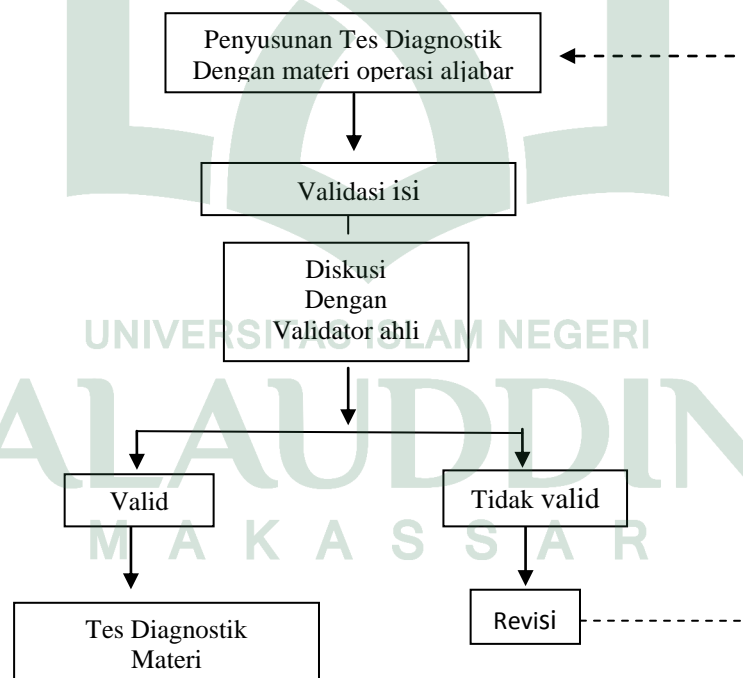 Penyusunan Tes Diagnostik
Dengan materi operasi aljabar
Validasi isi
Diskusi
Dengan
Validator ahli
UNIVERSITAS ISLAM NEGERI
ALAUDDIN
Valid
Tidak valid
MAKASSAR
Revisi
Tes Diagnostik
Materi